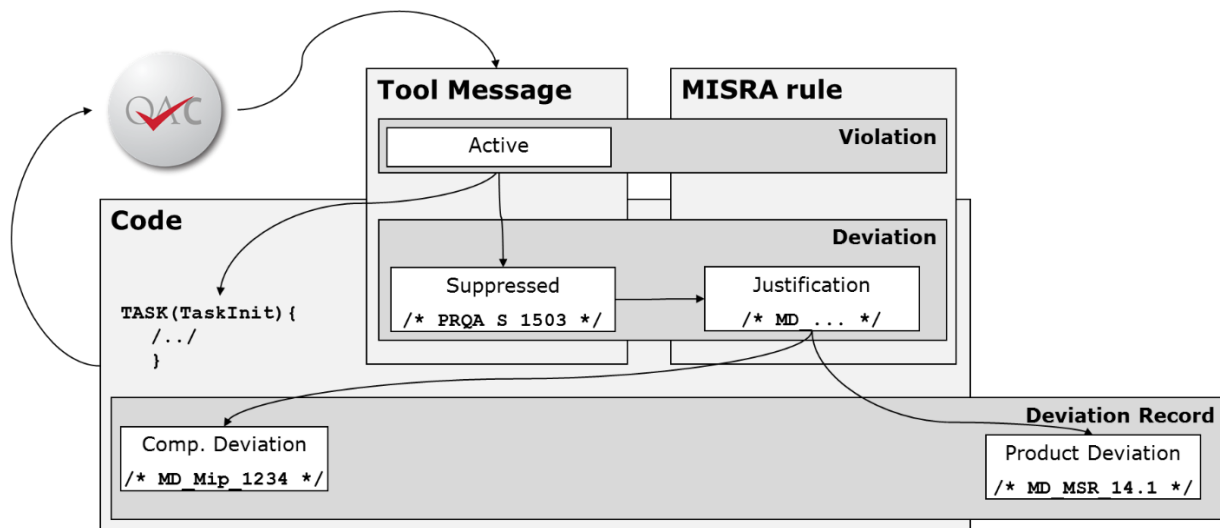 QAC
Tool Message
MISRA rule
Active
Violation
Code
Deviation
Suppressed
/* PRQA S 1503 */
Justification
/* MD_... */
TASK(TaskInit){
/../
}
Deviation Record
Comp. Deviation
/* MD_Mip_1234 */
Product Deviation
/* MD_MSR_14.1 */